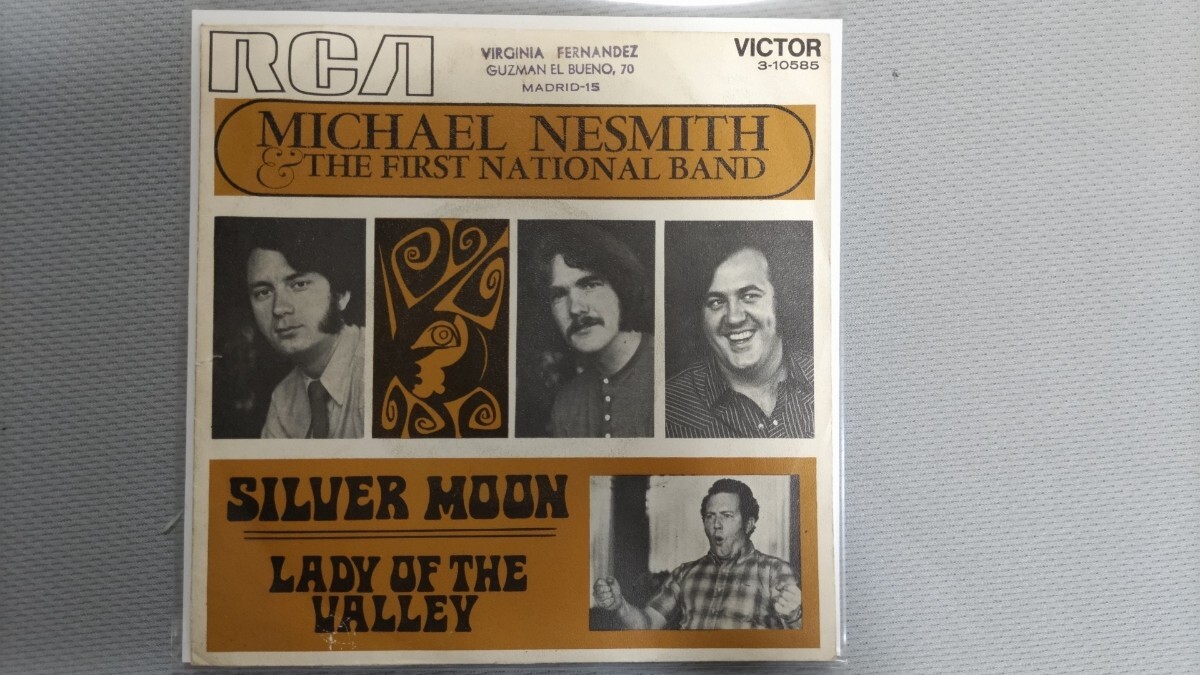 RCA
VIRGINIA FERNANDEZ
GUZMAN EL BUENO, 70
MADRID-15
VICTOR
3-10585
MICHAEL NESMITH
& THE FIRST NATIONAL BAND
SILVER MOON
LADY OF THE
VALLEY